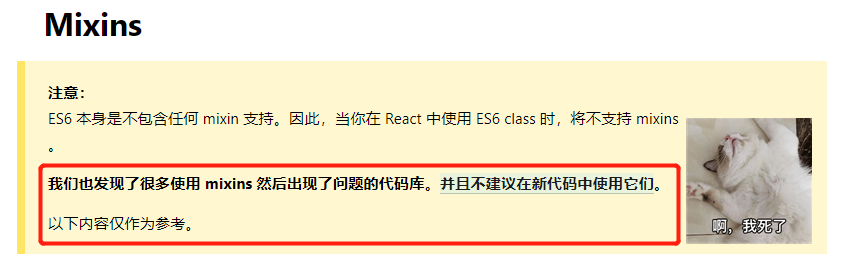 Mixins
注意：
ES6 本身是不包含任何 mixin 支持。因此，当你在 React 中使用 ES6 class 时，将不支持 mixins
。
我们也发现了很多使用 mixins 然后出现了问题的代码库。并且不建议在新代码中使用它们。
以下内容仅作为参考。
啊，我死了